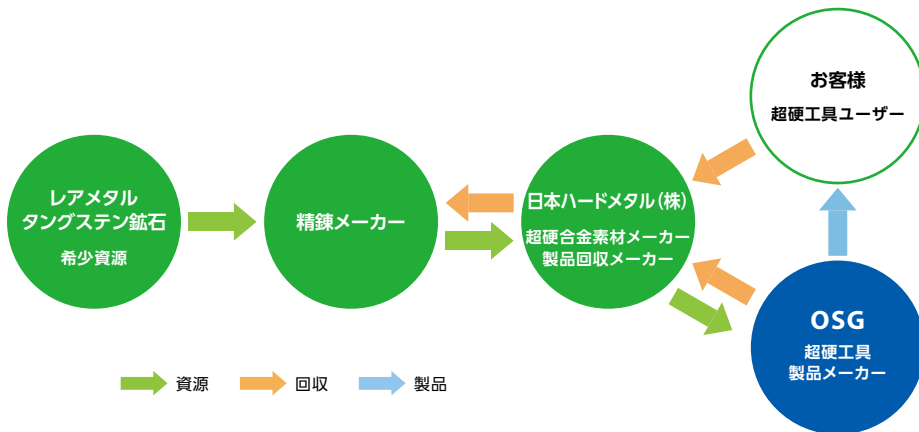 レアメタル
タングステン鉱石
希少資源
精錬メーカー
日本ハードメタル(株)
超硬合金素材メーカー
製品回収メーカー
お客様
超硬工具ユーザー
OSG
超硬工具
製品メーカー
資源
回収
製品